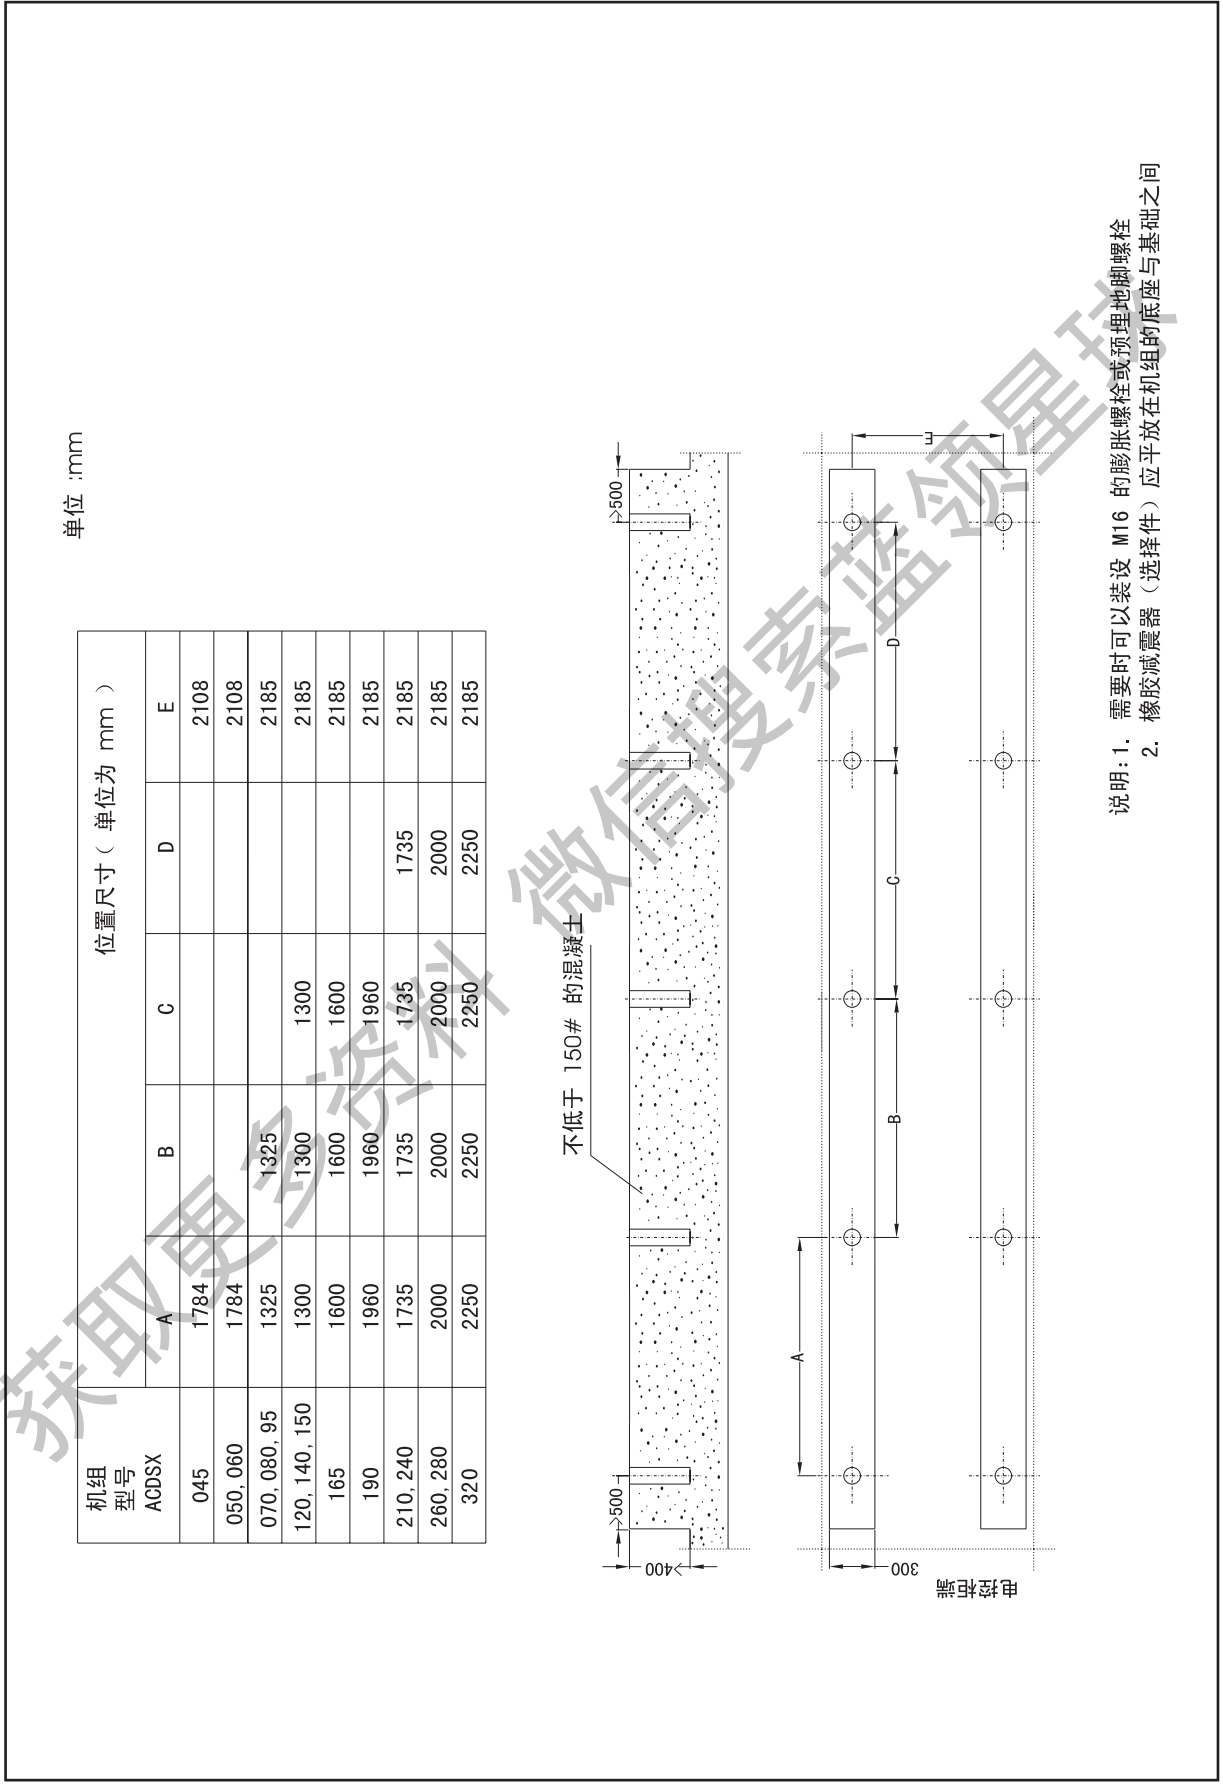 单位 :mm
机组
型号
ACDSX
位置尺寸（ 单位为 mm ）
A B C D E
045 1784 2108
050, 060 1784 2108
070, 080, 95 1325 1325 2185
120, 140, 150 1300 1300 1300 2185
165 1600 1600 1600 2185
190 1960 1960 1960 2185
210, 240 1735 1735 1735 1735 2185
260, 280 2000 2000 2000 2000 2185
320 2250 2250 2250 2250 2185
不低于 150# 的混凝土
>500
>500
>400
A
B
C
D
E
300
电控柜端
说明: 1. 需要时可以装设 M16 的膨胀螺栓或预埋地脚螺栓
2. 橡胶减震器（选择件）应平放在机组的底座与基础之间
获取更多资料 微信搜索蓝领星球